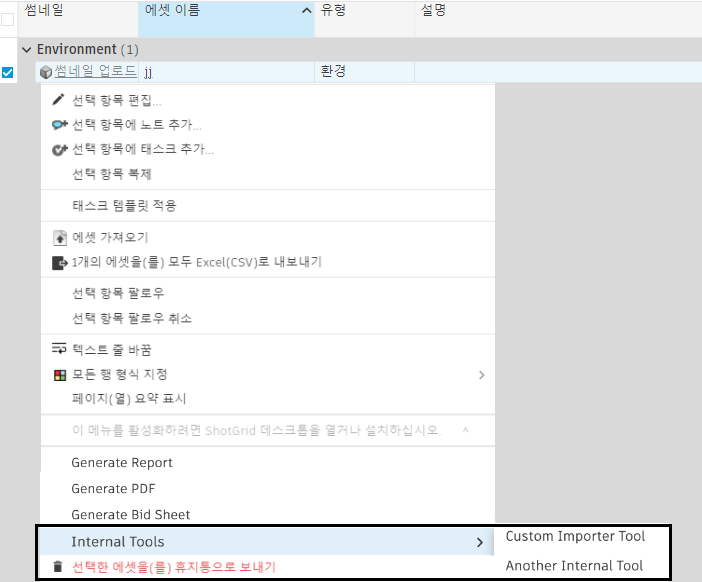 썸네일 에셋 이름 유형 설명
Environment (1)
썸네일 업로드 jj 환경
선택 항목 편집...
선택 항목에 노트 추가...
선택 항목에 태스크 추가...
선택 항목 복제
태스크 템플릿 적용
에셋 가져오기
1개의 에셋을(를) 모두 Excel(CSV)로 내보내기
선택 항목 팔로우
선택 항목 팔로우 취소
텍스트 줄 바꿈
모든 행 형식 지정
페이지(열) 요약 표시
이 메뉴를 활성화하려면 ShotGrid 데스크톱을 열거나 설치하십시오.
Generate Report
Generate PDF
Generate Bid Sheet
Internal Tools
Custom Importer Tool
선택한 에셋을(를) 휴지통으로 보내기
Another Internal Tool